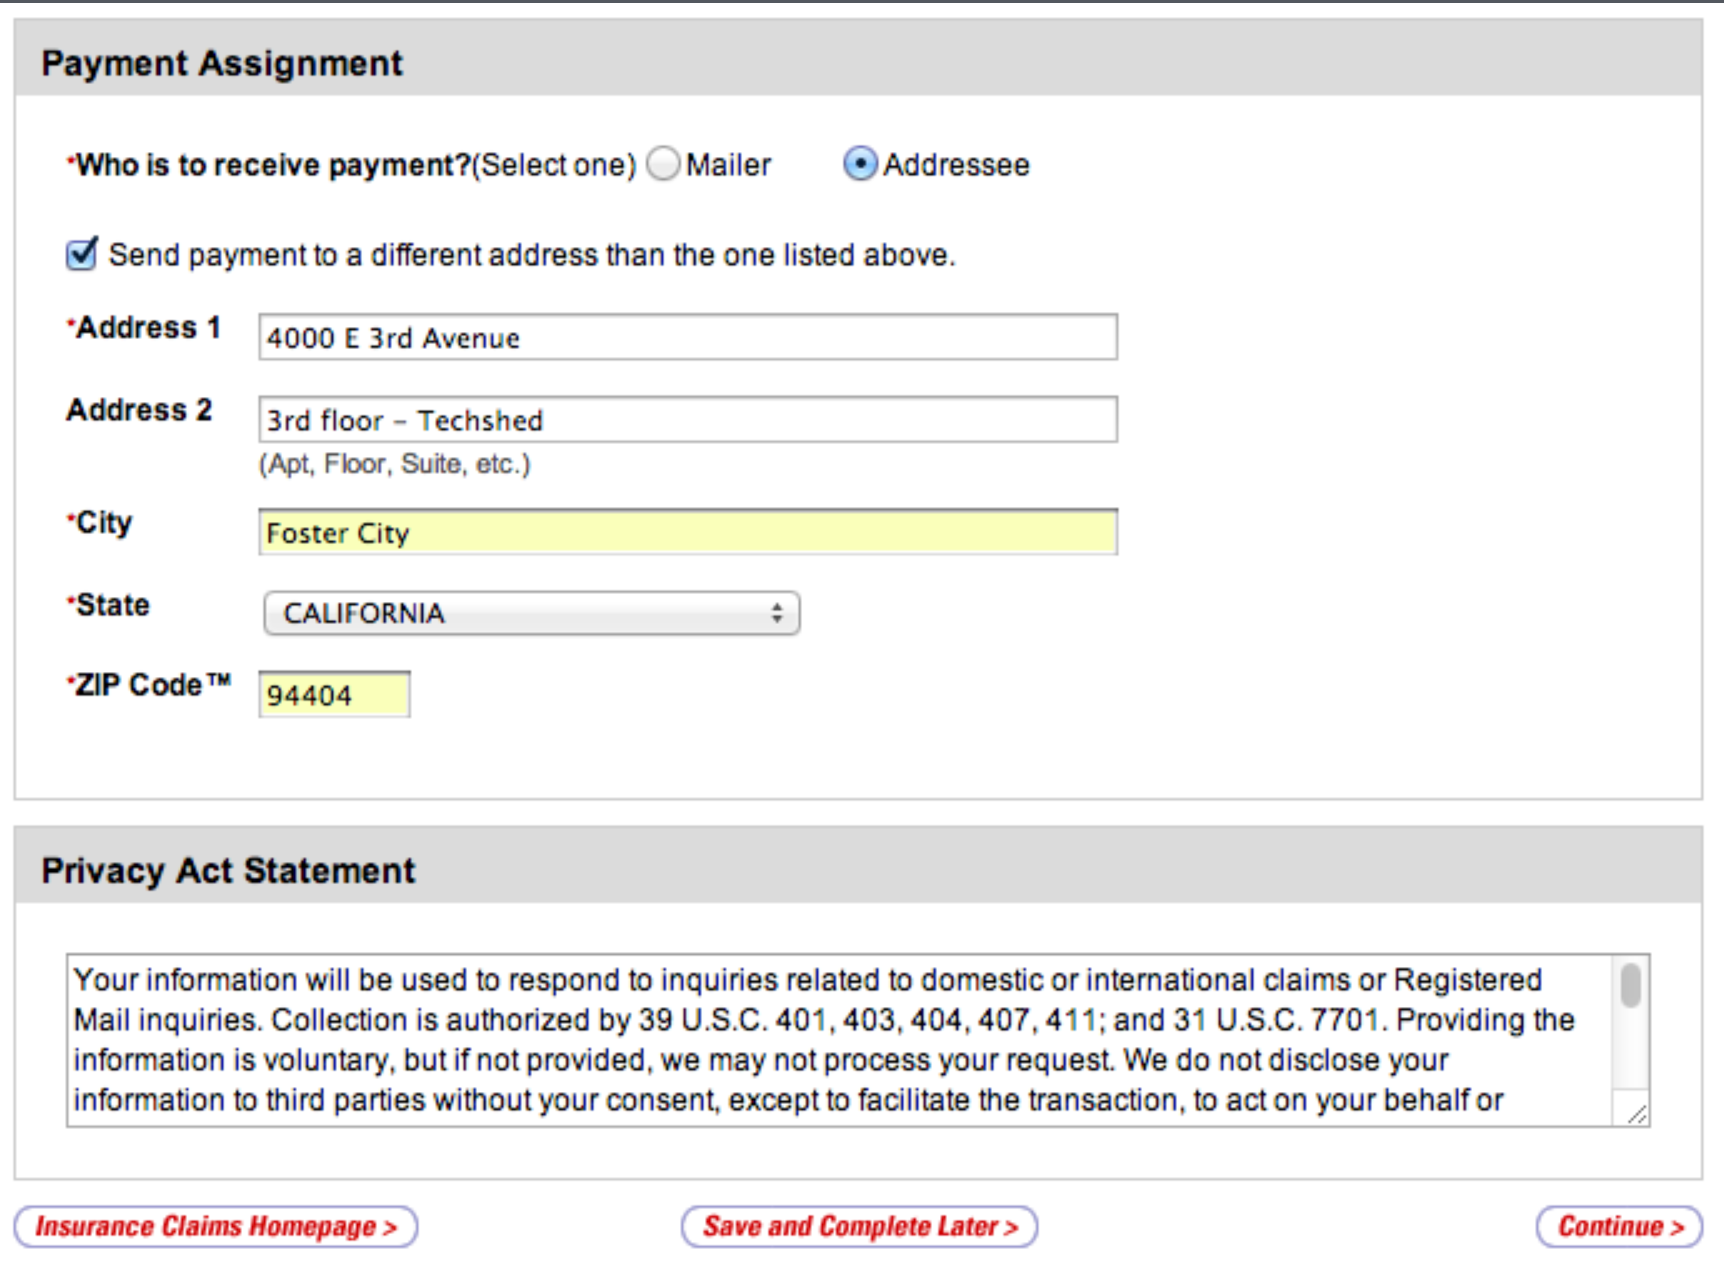 Payment Assignment
*Who is to receive payment?(Select one) Mailer Addressee
Send payment to a different address than the one listed above.
*Address 1 4000 E 3rd Avenue
Address 2 3rd floor – Techshed
(Apt, Floor, Suite, etc.)
*City Foster City
*State CALIFORNIA
*ZIP Code™ 94404
Privacy Act Statement
Your information will be used to respond to inquiries related to domestic or international claims or Registered
Mail inquiries. Collection is authorized by 39 U.S.C. 401, 403, 404, 407, 411; and 31 U.S.C. 7701. Providing the
information is voluntary, but if not provided, we may not process your request. We do not disclose your
information to third parties without your consent, except to facilitate the transaction, to act on your behalf or
Insurance Claims Homepage > Save and Complete Later > Continue >